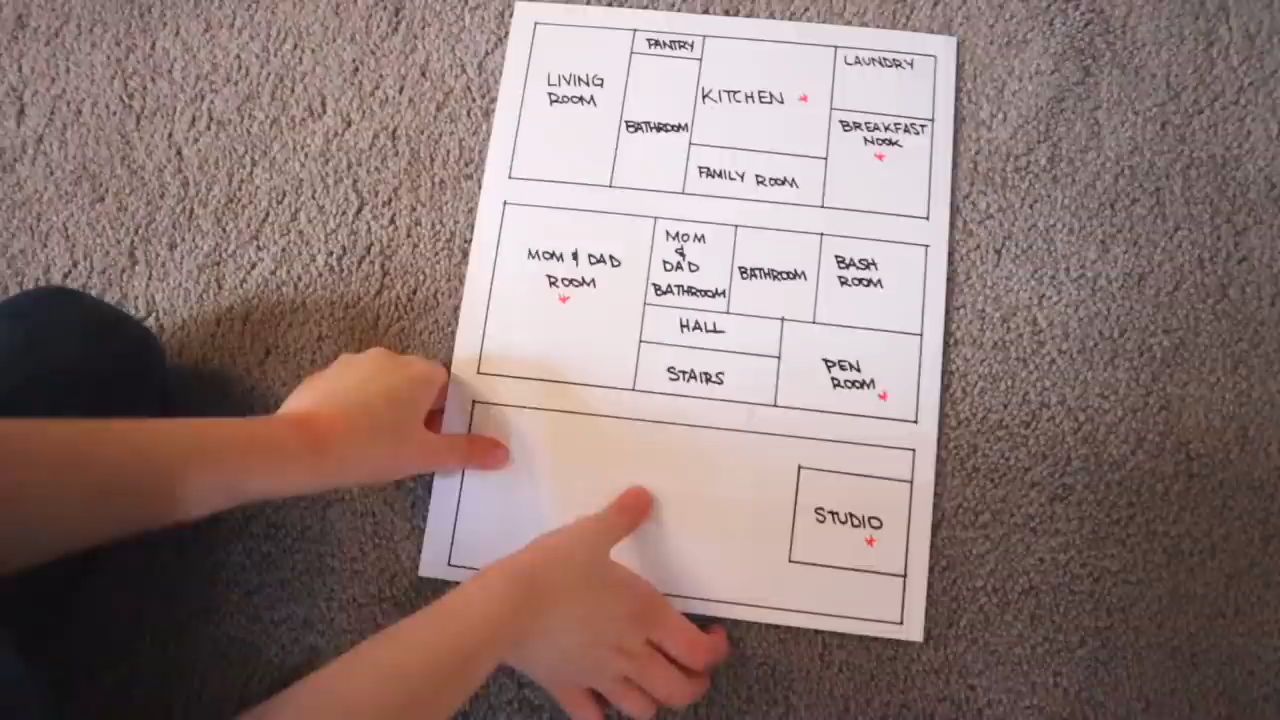 LIVING
ROOM
PANTRY
BATHROOM
KITCHEN
FAMILY ROOM
LAUNDRY
BREAKFAST
NOOK
MOM & DAD
ROOM
MOM
&
DAD
BATHROOM
BATHROOM
BASH
ROOM
HALL
STAIRS
PEN
ROOM
STUDIO